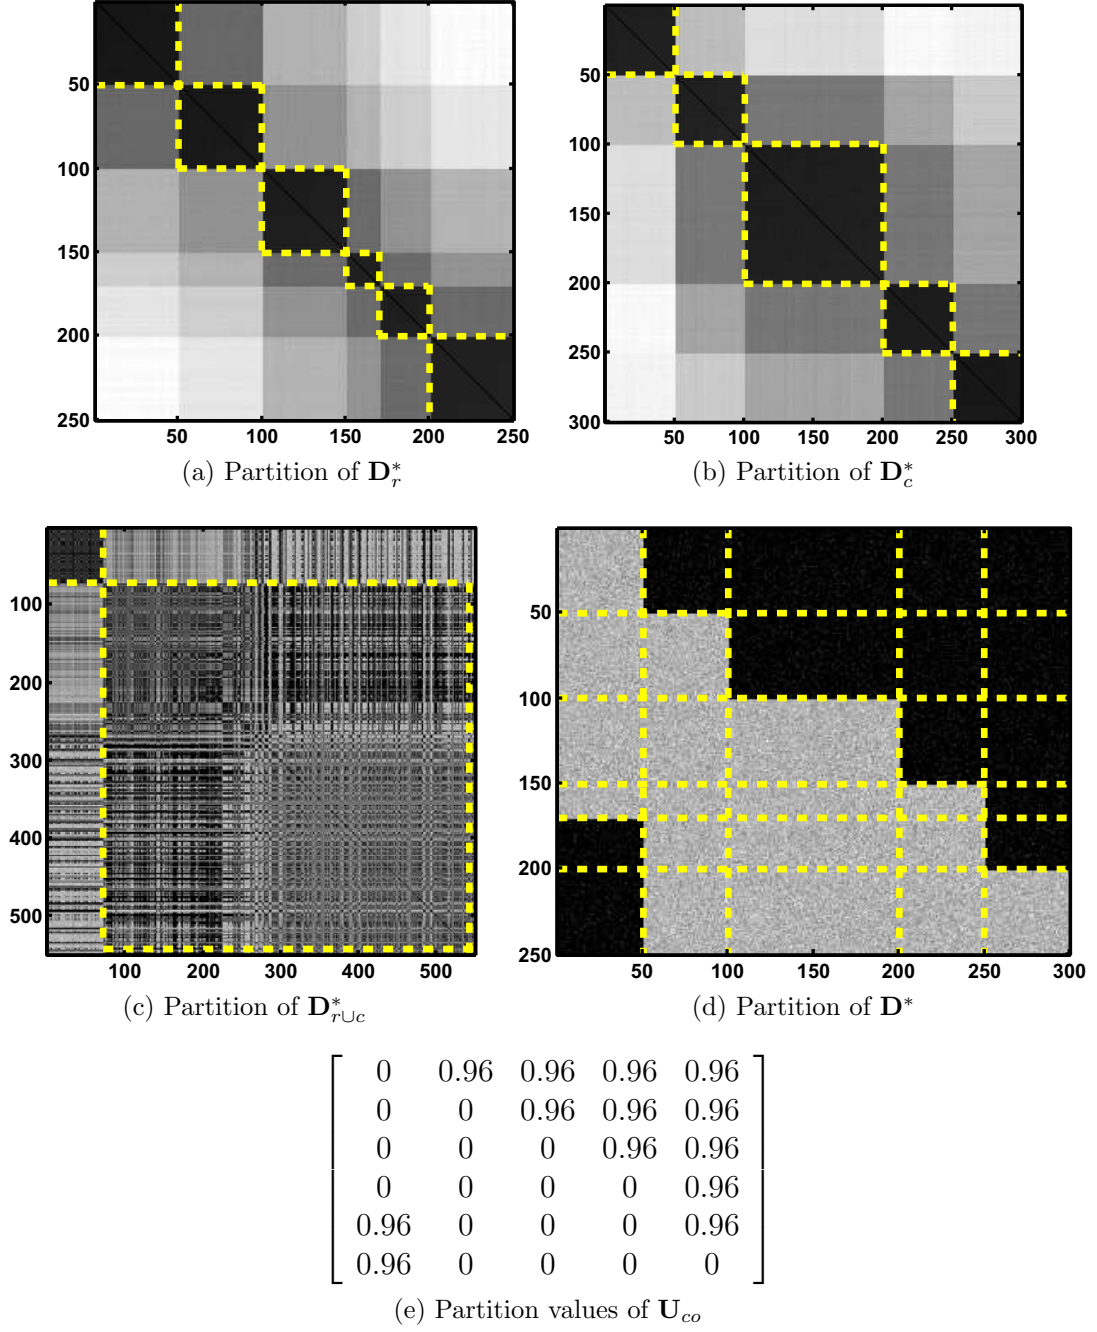 50
100
150
200
250
50 100 150 200 250
(a) Partition of D*r
50
100
150
200
250
300
50 100 150 200 250 300
(b) Partition of D*c
100
200
300
400
500
100 200 300 400 500
(c) Partition of D*r∪c
50
100
150
200
250
50 100 150 200 250 300
(d) Partition of D*
0 0.96 0.96 0.96 0.96
0 0 0.96 0.96 0.96
0 0 0 0.96 0.96
0 0 0 0 0.96
0.96 0 0 0 0.96
0.96 0 0 0 0
(e) Partition values of Uco